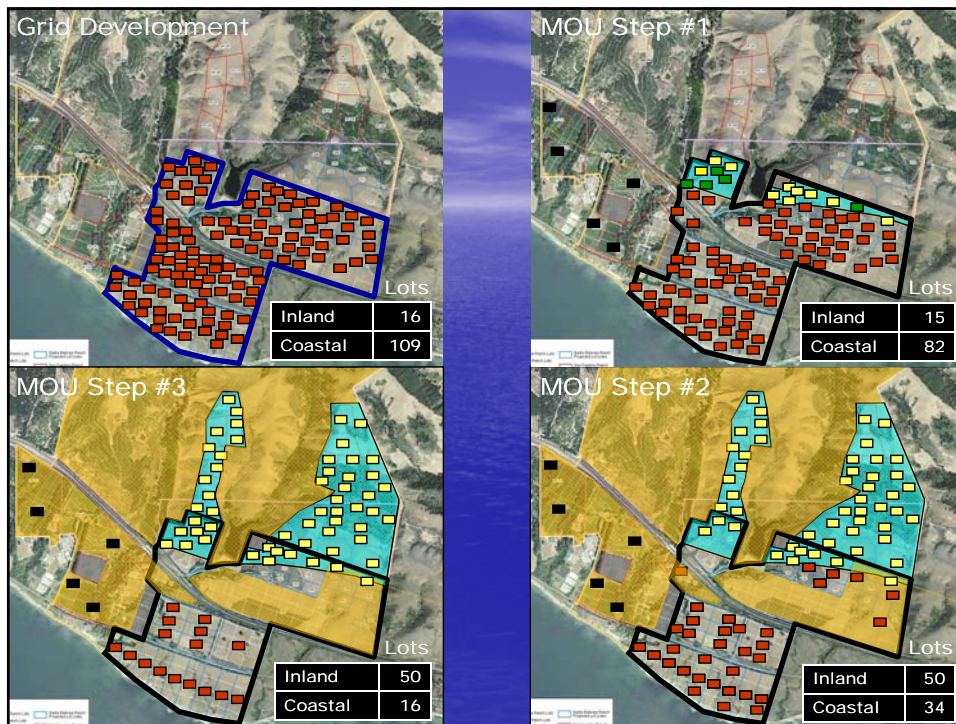 Grid Development
Lots
Inland 16
Coastal 109
MOU Step #1
Lots
Inland 15
Coastal 82
MOU Step #3
Lots
Inland 50
Coastal 16
MOU Step #2
Lots
Inland 50
Coastal 34